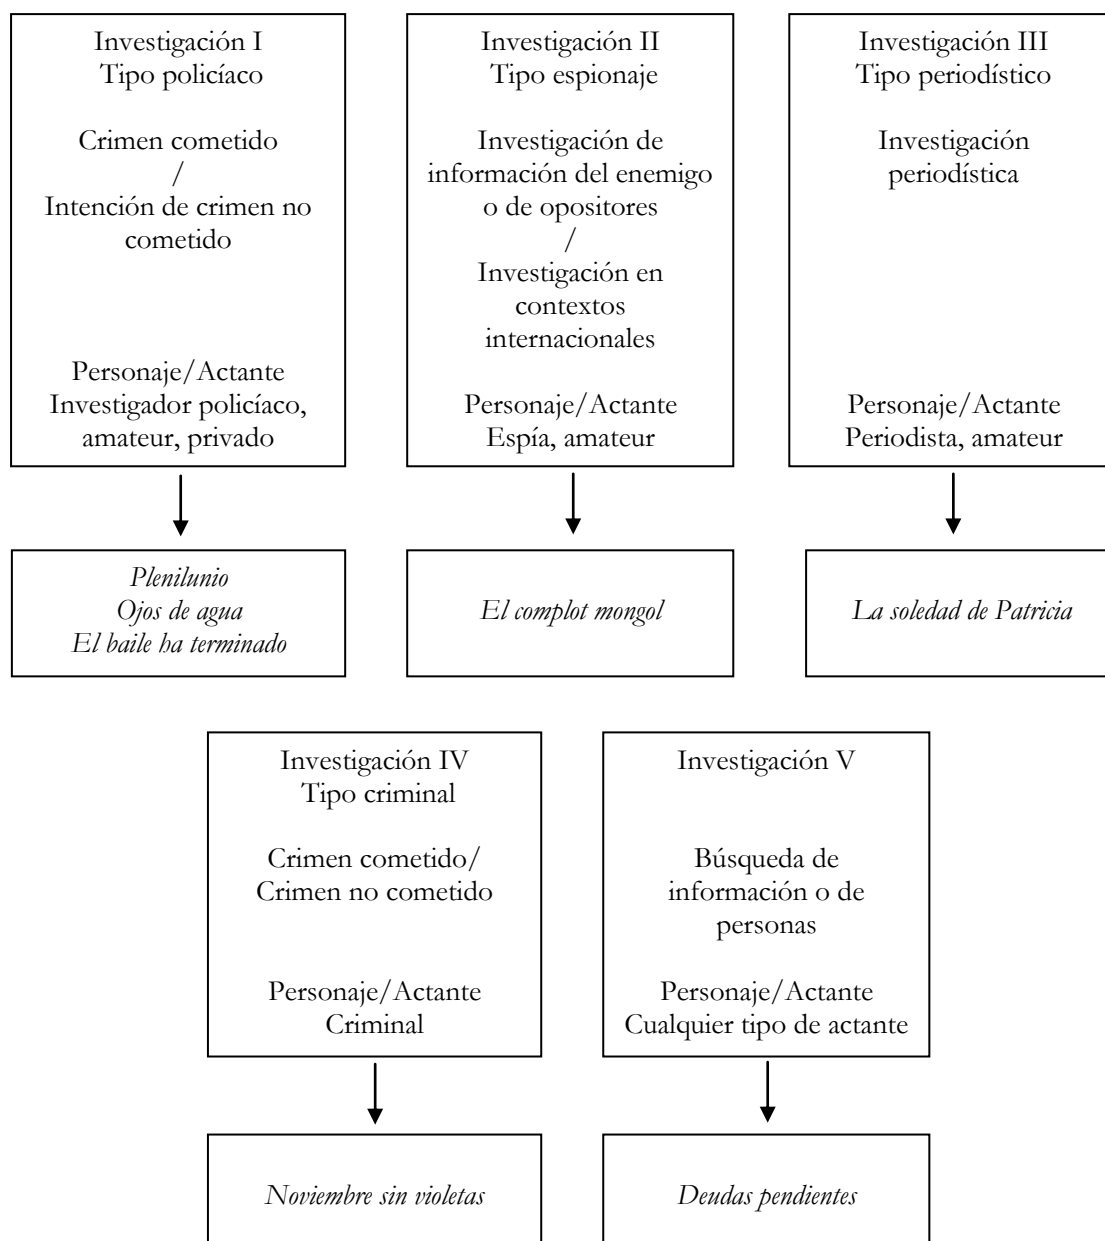 Investigación I
Tipo policíaco
Crimen cometido
/
Intención de crimen no
cometido
Personaje/Actante
Investigador policíaco,
amateur, privado
Investigación II
Tipo espionaje
Investigación de
información del enemigo
o de opositores
/
Investigación en
contextos
internacionales
Personaje/Actante
Espía, amateur
Investigación III
Tipo periodístico
Investigación
periodística
Personaje/Actante
Periodista, amateur
Plenilunio
Ojos de agua
El baile ha terminado
El complot mongol
La soledad de Patricia
Investigación IV
Tipo criminal
Crimen cometido/
Crimen no cometido
Personaje/Actante
Criminal
Investigación V
Búsqueda de
información o de
personas
Personaje/Actante
Cualquier tipo de actante
Noviembre sin violetas
Deudas pendientes